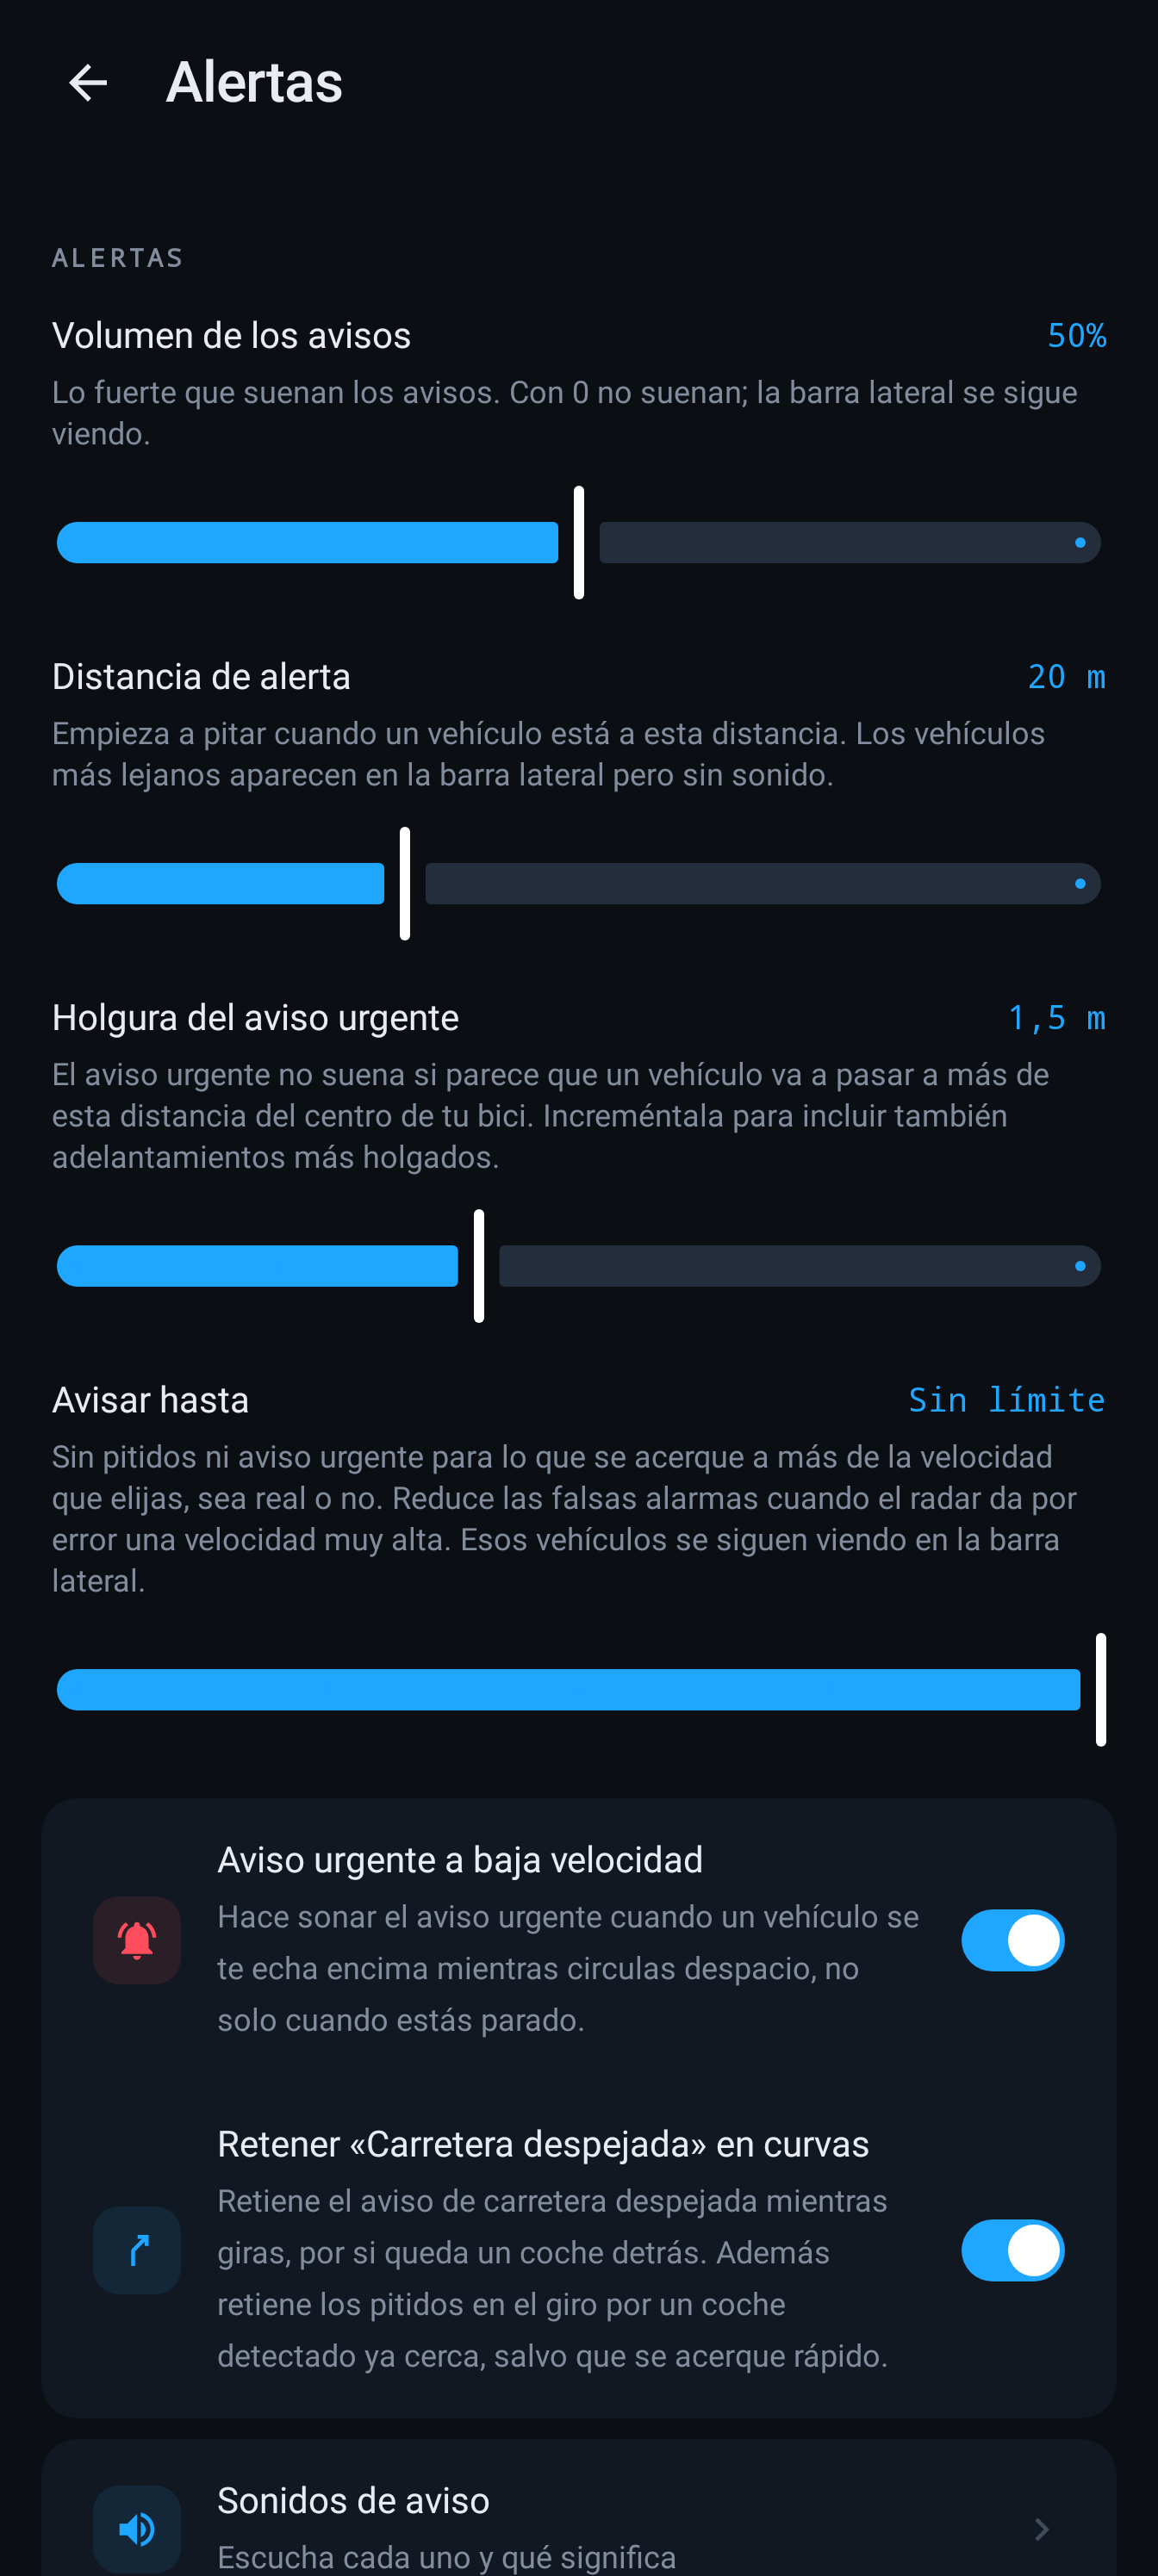 Alertas
ALERTAS
Volumen de los avisos
50%
Lo fuerte que suenan los avisos. Con 0 no suenan; la barra lateral se sigue
viendo.
Distancia de alerta
20 m
Empieza a pitar cuando un vehículo está a esta distancia. Los vehículos
más lejanos aparecen en la barra lateral pero sin sonido.
Holgura del aviso urgente
1,5 m
El aviso urgente no suena si parece que un vehículo va a pasar a más de
esta distancia del centro de tu bici. Increméntala para incluir también
adelantamientos más holgados.
Avisar hasta
Sin límite
Sin pitidos ni aviso urgente para lo que se acerque a más de la velocidad
que elijas, sea real o no. Reduce las falsas alarmas cuando el radar da por
error una velocidad muy alta. Esos vehículos se siguen viendo en la barra
lateral.
Aviso urgente a baja velocidad
Hace sonar el aviso urgente cuando un vehículo se
te echa encima mientras circulas despacio, no
solo cuando estás parado.
Retener «Carretera despejada» en curvas
Retiene el aviso de carretera despejada mientras
giras, por si queda un coche detrás. Además
retiene los pitidos en el giro por un coche
detectado ya cerca, salvo que se acerque rápido.
Sonidos de aviso
Escucha cada uno y qué significa